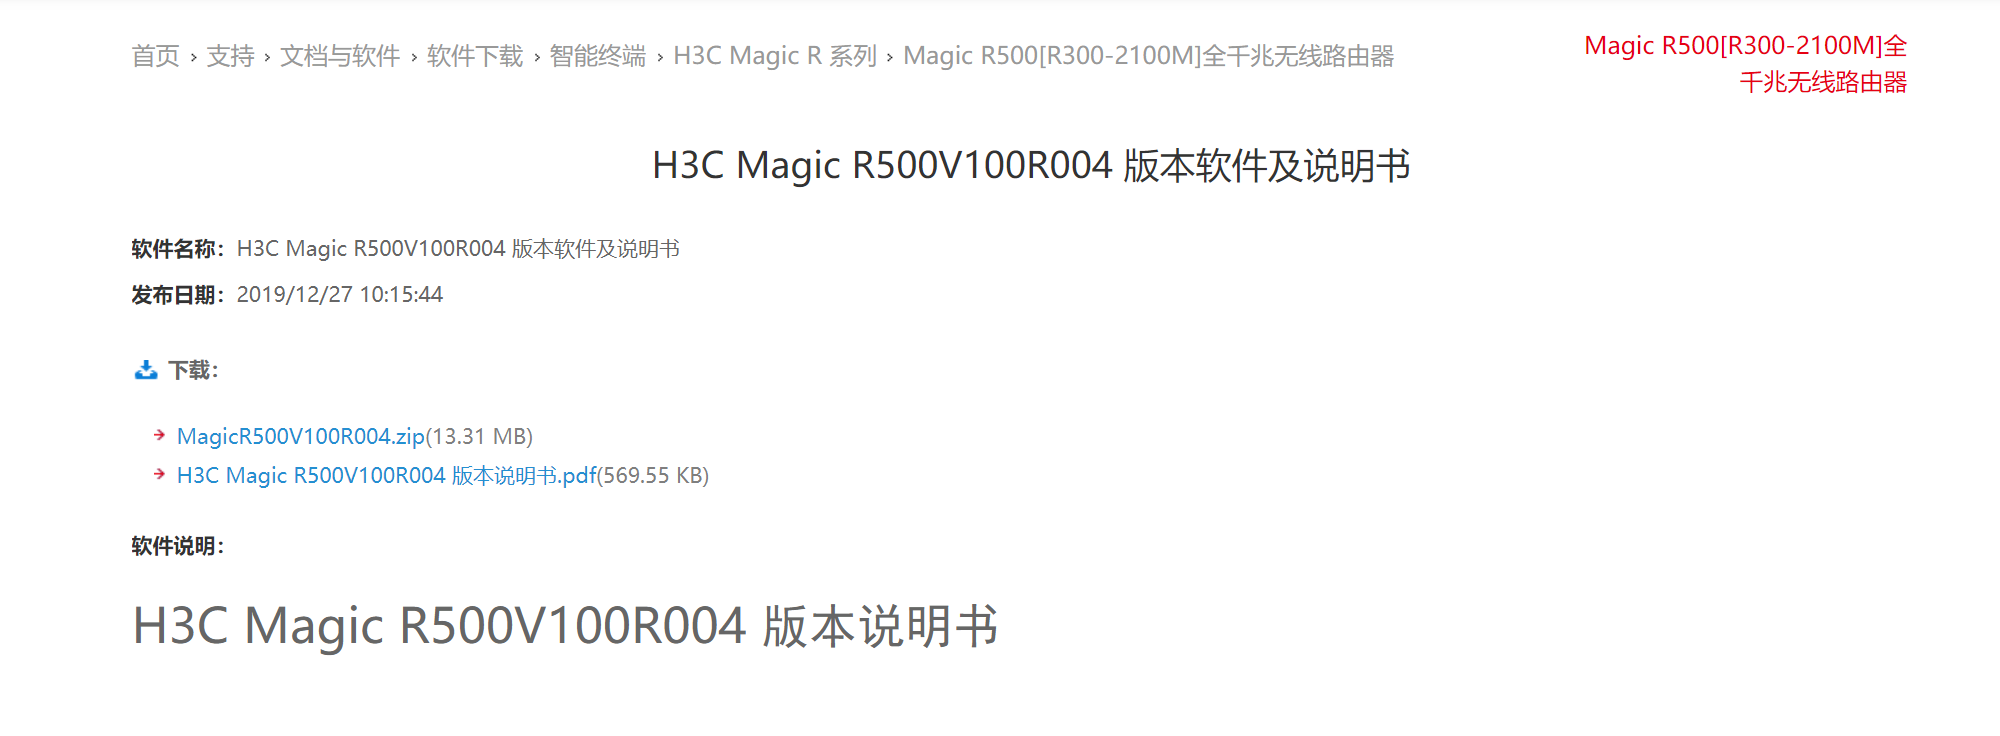 首页 › 支持 › 文档与软件 › 软件下载 › 智能终端 › H3C Magic R 系列 › Magic R500[R300-2100M]全千兆无线路由器
Magic R500[R300-2100M]全
千兆无线路由器
H3C Magic R500V100R004 版本软件及说明书
软件名称：H3C Magic R500V100R004 版本软件及说明书
发布日期：2019/12/27 10:15:44
下载：
MagicR500V100R004.zip(13.31 MB)
H3C Magic R500V100R004 版本说明书.pdf(569.55 KB)
软件说明：
H3C Magic R500V100R004 版本说明书